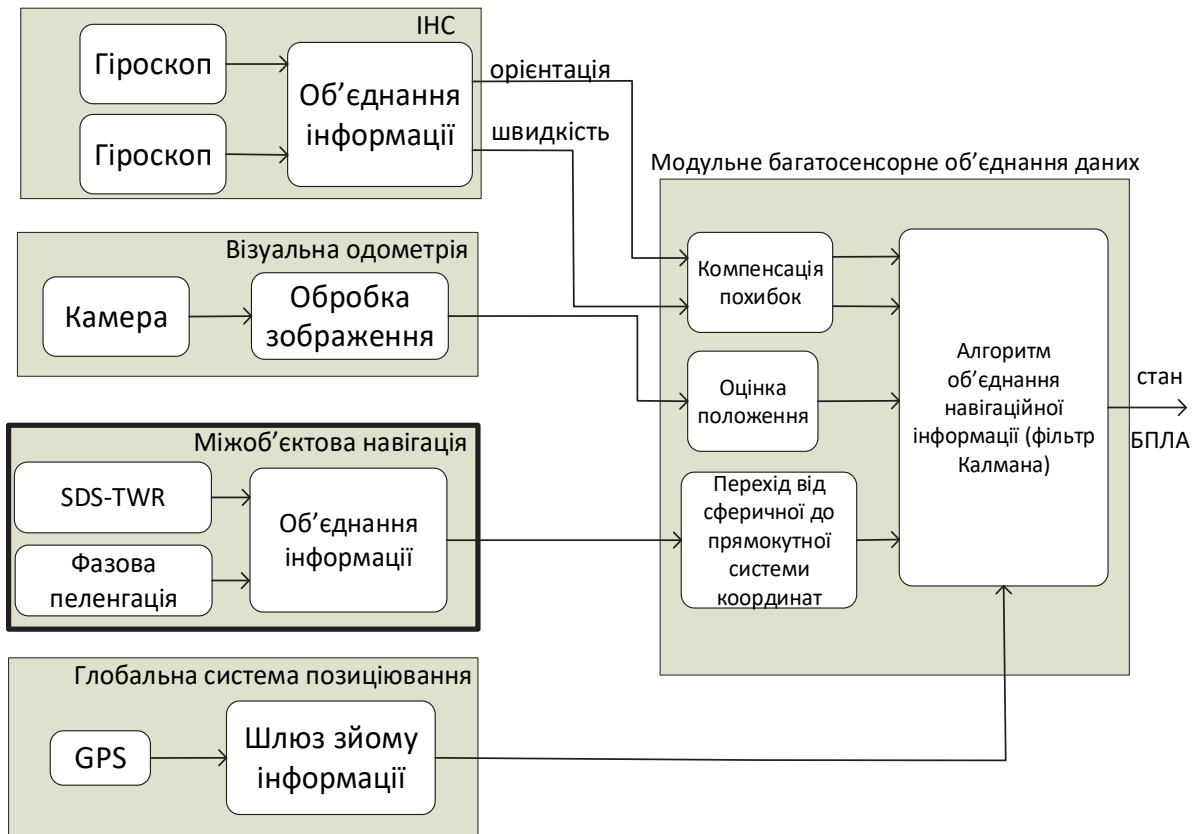 ІНС
Гіроскоп
Гіроскоп
Об’єднання
інформації
орієнтація
швидкість
Візуальна одометрія
Камера
Обробка
зображення
Міжоб’єктова навігація
SDS-TWR
Фазова
пеленгація
Об’єднання
інформації
Глобальна система позиціювання
GPS
Шлюз зйому
інформації
Модульне багатосенсорне об’єднання даних
Компенсація
похибок
Оцінка
положення
Перехід від
сферичної до
прямокутної
системи
координат
Алгоритм
об’єднання
навігаційної
інформації (фільтр
Калмана)
стан
БПЛА